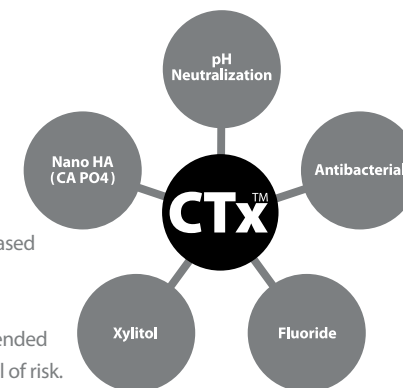 pH
Neutralization
Nano HA
(CA PO4)
Antibacterial
CTx™
ased
Xylitol
Fluoride
ended
l of risk.